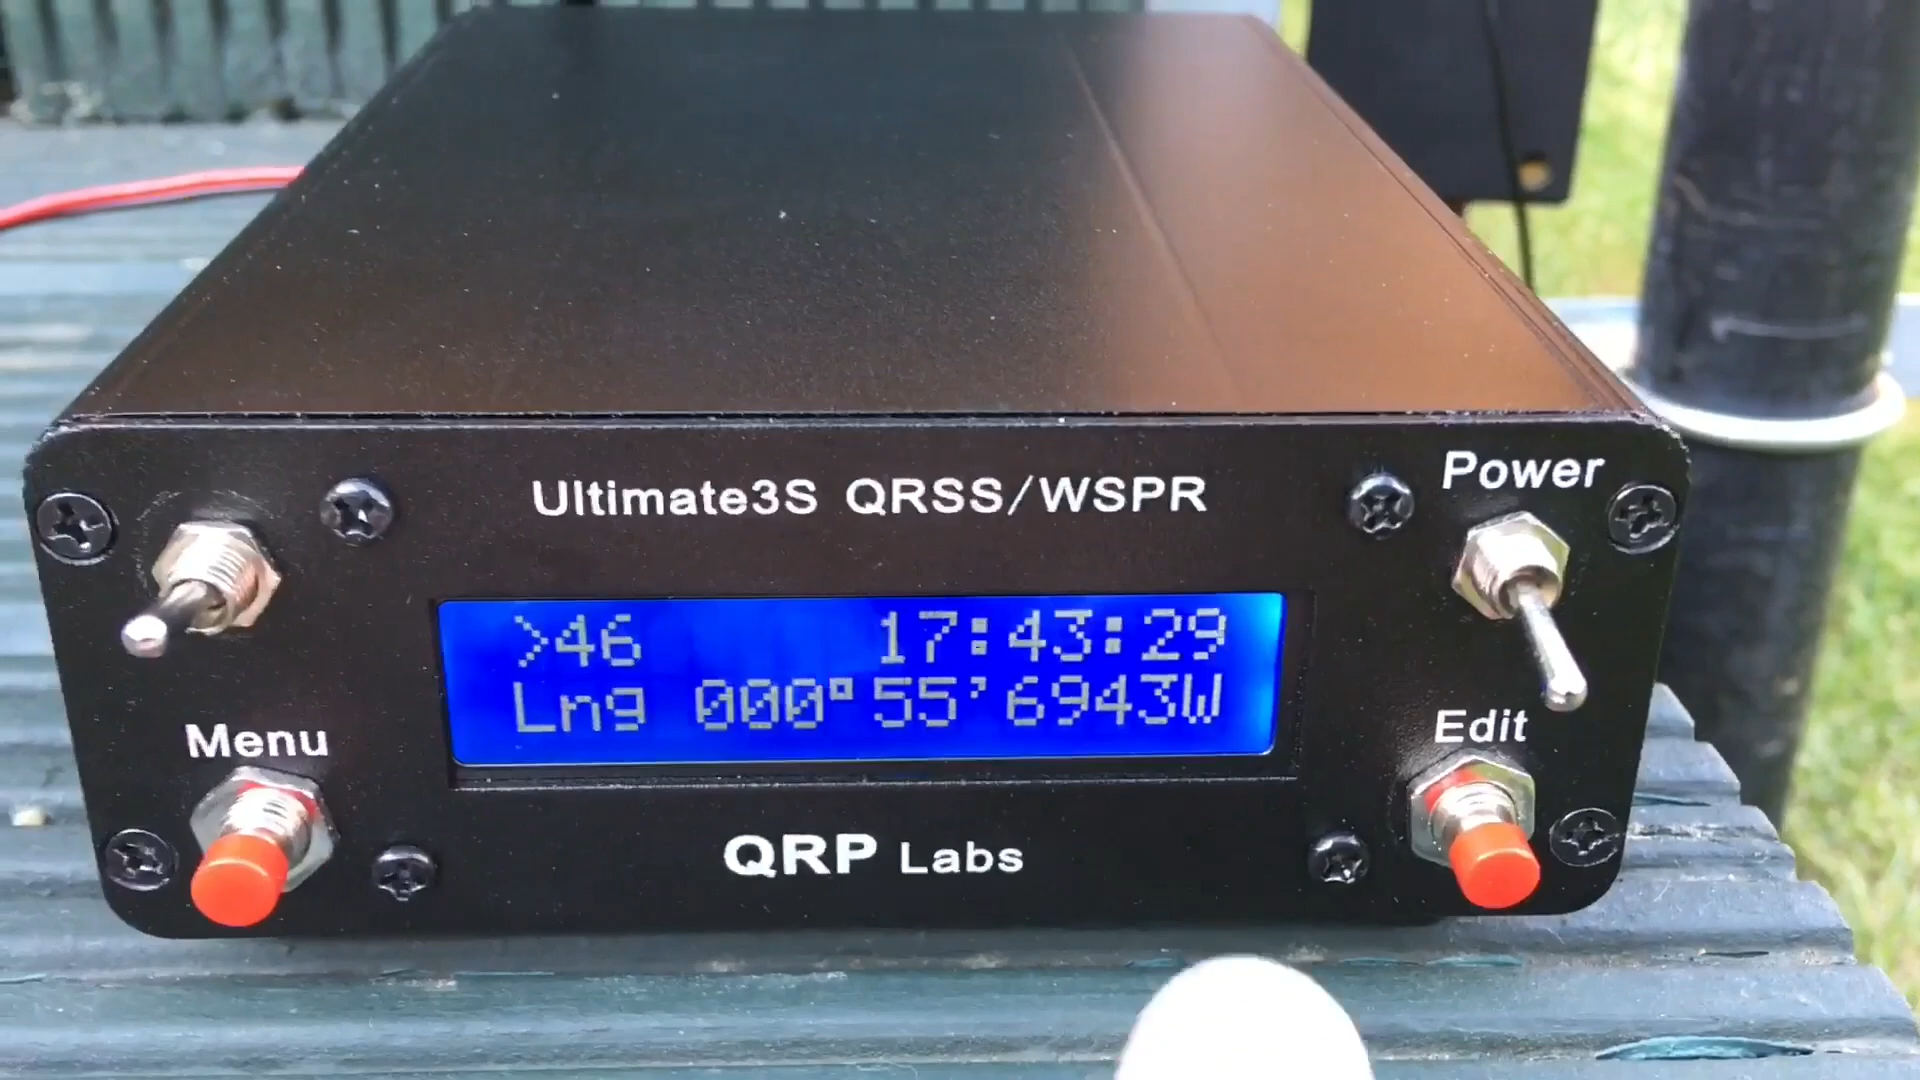 Ultimate3S QRSS/WSPR
Power
>46 17:43:29
Lng 000°55'6943W
Menu
Edit
QRP Labs